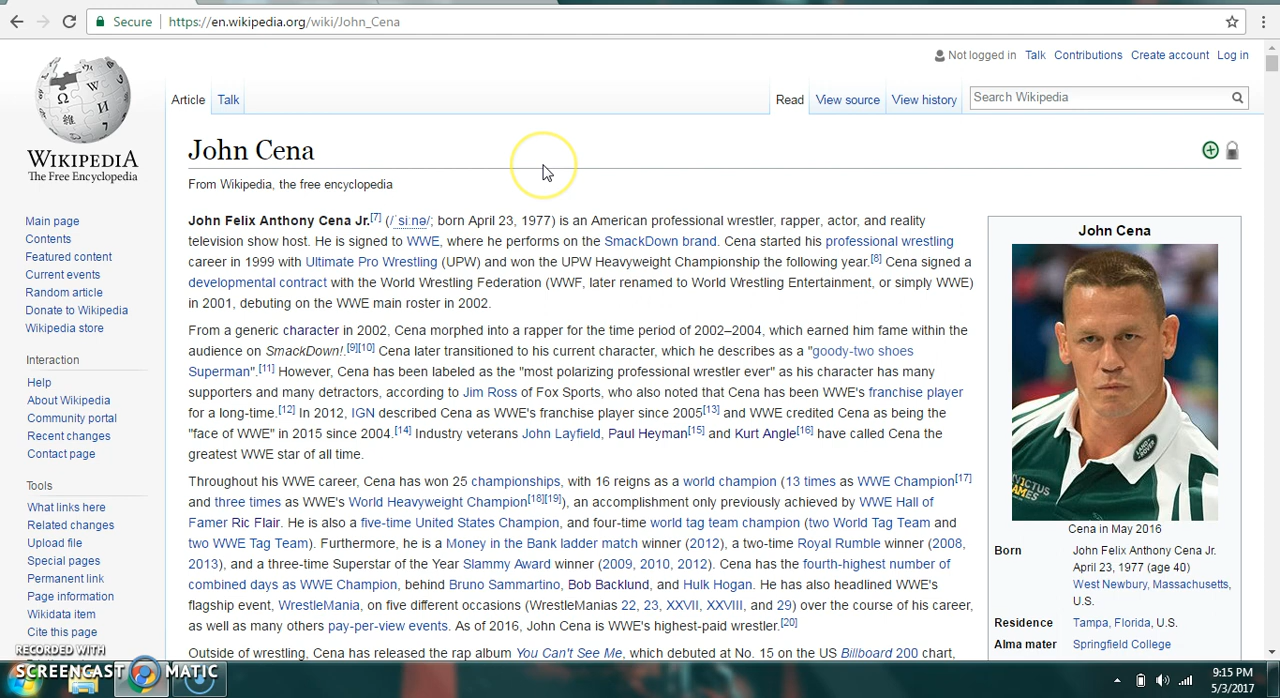 Secure https://en.wikipedia.org/wiki/John_Cena
Not logged in Talk Contributions Create account Log in
Article Talk Read View source View history Search Wikipedia
WIKIPEDIA
The Free Encyclopedia
Main page
Contents
Featured content
Current events
Random article
Donate to Wikipedia
Wikipedia store
Interaction
Help
About Wikipedia
Community portal
Recent changes
Contact page
Tools
What links here
Related changes
Upload file
Special pages
Permanent link
Page information
Wikidata item
Cite this page
John Cena
From Wikipedia, the free encyclopedia
John Felix Anthony Cena Jr.[7] (/ˈsiːnə/; born April 23, 1977) is an American professional wrestler, rapper, actor, and reality
television show host. He is signed to WWE, where he performs on the SmackDown brand. Cena started his professional wrestling
career in 1999 with Ultimate Pro Wrestling (UPW) and won the UPW Heavyweight Championship the following year.[8] Cena signed a
developmental contract with the World Wrestling Federation (WWF, later renamed to World Wrestling Entertainment, or simply WWE)
in 2001, debuting on the WWE main roster in 2002.
From a generic character in 2002, Cena morphed into a rapper for the time period of 2002–2004, which earned him fame within the
audience on SmackDown!.[9][10] Cena later transitioned to his current character, which he describes as a "goody-two shoes
Superman".[11] However, Cena has been labeled as the "most polarizing professional wrestler ever" as his character has many
supporters and many detractors, according to Jim Ross of Fox Sports, who also noted that Cena has been WWE's franchise player
for a long-time.[12] In 2012, IGN described Cena as WWE's franchise player since 2005[13] and WWE credited Cena as being the
"face of WWE" in 2015 since 2004.[14] Industry veterans John Layfield, Paul Heyman[15] and Kurt Angle[16] have called Cena the
greatest WWE star of all time.
Throughout his WWE career, Cena has won 25 championships, with 16 reigns as a world champion (13 times as WWE Champion[17]
and three times as WWE's World Heavyweight Champion[18][19]), an accomplishment only previously achieved by WWE Hall of
Famer Ric Flair. He is also a five-time United States Champion, and four-time world tag team champion (two World Tag Team and
two WWE Tag Team). Furthermore, he is a Money in the Bank ladder match winner (2012), a two-time Royal Rumble winner (2008,
2013), and a three-time Superstar of the Year Slammy Award winner (2009, 2010, 2012). Cena has the fourth-highest number of
combined days as WWE Champion, behind Bruno Sammartino, Bob Backlund, and Hulk Hogan. He has also headlined WWE's
flagship event, WrestleMania, on five different occasions (WrestleManias 22, 23, XXVII, XXVIII, and 29) over the course of his career,
as well as many others pay-per-view events. As of 2016, John Cena is WWE's highest-paid wrestler.[20]
Outside of wrestling, Cena has released the rap album You Can't See Me, which debuted at No. 15 on the US Billboard 200 chart,
John Cena
LAND ROVER
INVICTUS
GAMES
Cena in May 2016
Born John Felix Anthony Cena Jr.
April 23, 1977 (age 40)
West Newbury, Massachusetts,
U.S.
Residence Tampa, Florida, U.S.
Alma mater Springfield College
RECORDED WITH
SCREENCAST MATIC
9:15 PM
5/3/2017